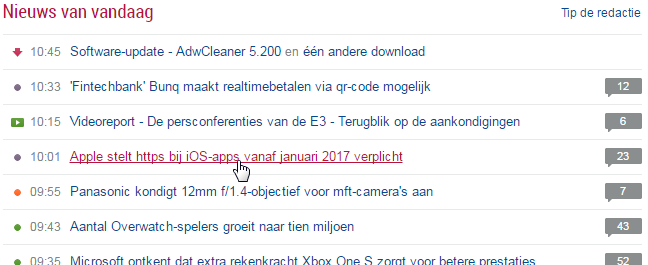 Nieuws van vandaag
Tip de redactie
10:45 Software-update - AdwCleaner 5.200 en één andere download
10:33 'Fintechbank' Bunq maakt realtimebetalen via qr-code mogelijk 12
10:15 Videoreport - De persconferenties van de E3 - Terugblik op de aankondigingen 6
10:01 Apple stelt https bij iOS-apps vanaf januari 2017 verplicht 23
09:55 Panasonic kondigt 12mm f/1.4-objectief voor mft-camera's aan 7
09:43 Aantal Overwatch-spelers groeit naar tien miljoen 43
09:35 Microsoft ontkent dat extra rekenkracht Xbox One S zorgt voor betere prestaties 52